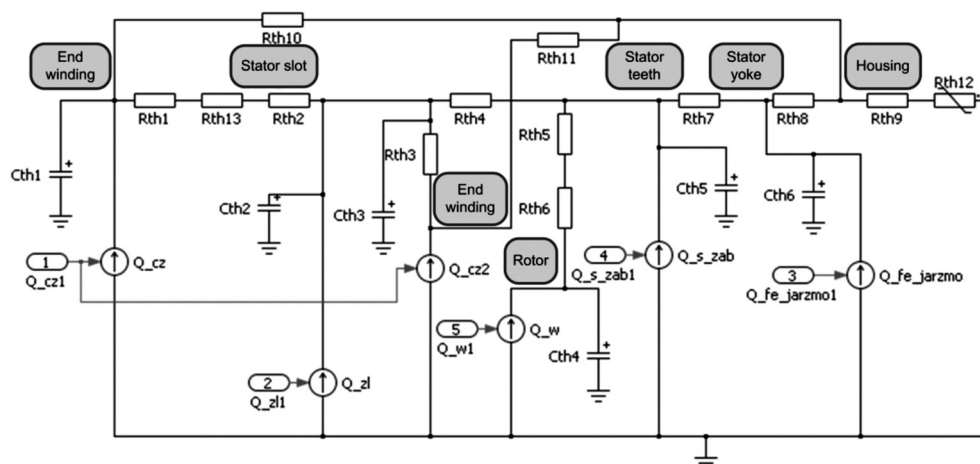 Rth10
Rth11
End
winding
Stator slot
Stator
teeth
Stator
yoke
Housing
Rth12
Rth1
Rth13
Rth2
Rth4
Rth7
Rth8
Rth9
Rth3
Rth5
Cth1
Cth2
Cth3
End
winding
Rth6
Cth5
Cth6
Rotor
1
Q_cz1
Q_cz
Q_cz2
4
Q_s_zab1
Q_s_zab
3
Q_fe_jarzmo1
Q_fe_jarzmo
5
Q_w1
Q_w
Cth4
2
Q_zl1
Q_zl